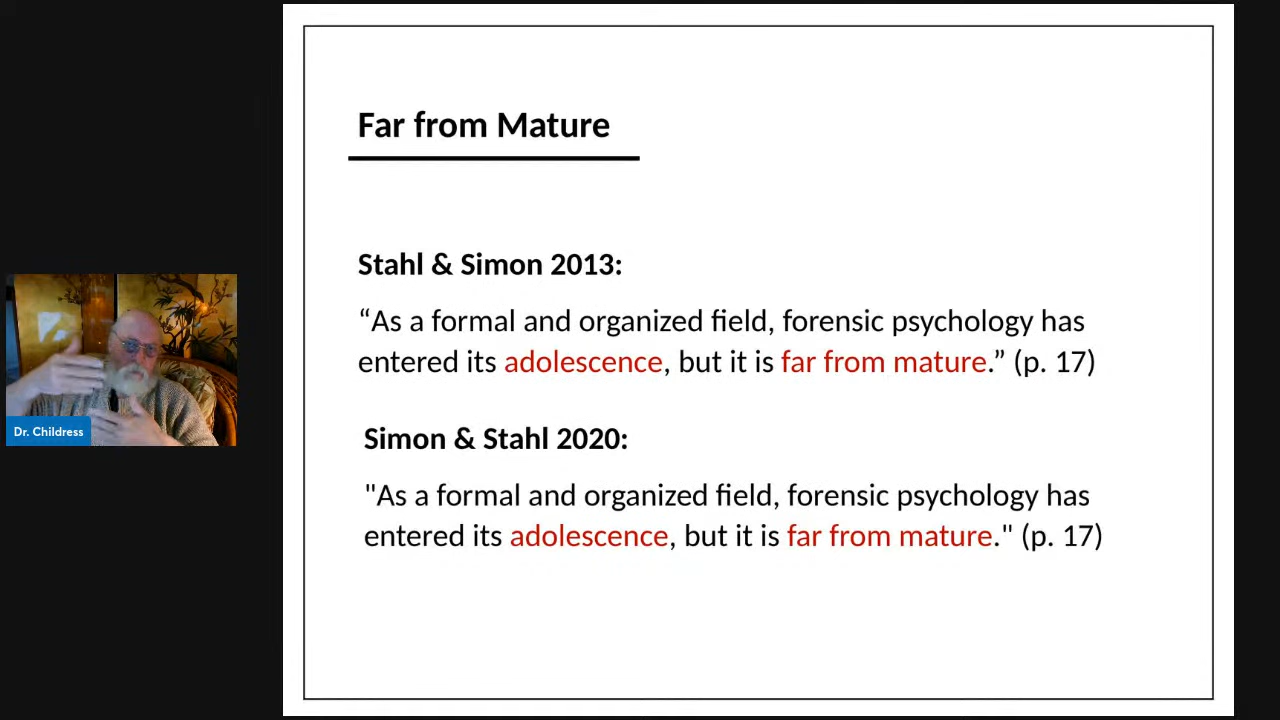 Far from Mature
Stahl & Simon 2013:
“As a formal and organized field, forensic psychology has
entered its adolescence, but it is far from mature.” (p. 17)
Simon & Stahl 2020:
"As a formal and organized field, forensic psychology has
entered its adolescence, but it is far from mature." (p. 17)
Dr. Childress